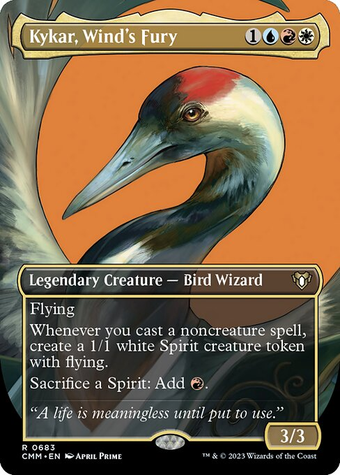 Kykar, Wind's Fury 1
Legendary Creature — Bird Wizard
Flying
Whenever you cast a noncreature spell,
create a 1/1 white Spirit creature token
with flying.
Sacrifice a Spirit: Add .
"A life is meaningless until put to use."
3/3
R 0683
CMM • EN April Prime
™ & © 2023 Wizards of the Coast